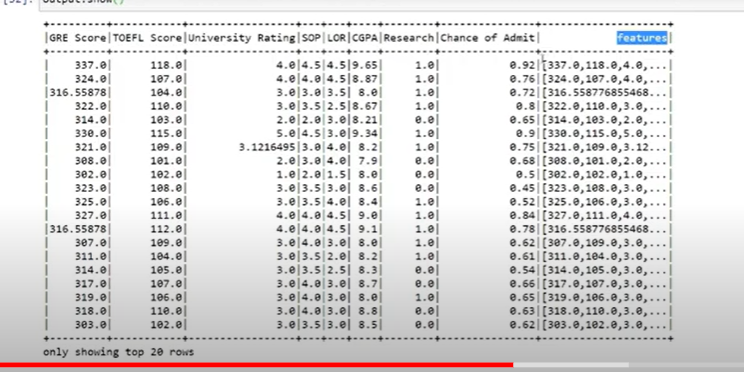 output.show()
|GRE Score|TOEFL Score|University Rating|SOP|LOR|CGPA|Research|Chance of Admit| features|
| 337.0| 118.0| 4.0|4.5|4.5|9.65| 1.0| 0.92|[337.0,118.0,4.0,...|
| 324.0| 107.0| 4.0|4.0|4.5|8.87| 1.0| 0.76|[324.0,107.0,4.0,...|
|316.55878| 104.0| 3.0|3.0|3.5| 8.0| 1.0| 0.72|[316.558776855468...|
| 322.0| 110.0| 3.0|3.5|2.5|8.67| 1.0| 0.8|[322.0,110.0,3.0,...|
| 314.0| 103.0| 2.0|2.0|3.0|8.21| 0.0| 0.65|[314.0,103.0,2.0,...|
| 330.0| 115.0| 5.0|4.5|3.0|9.34| 1.0| 0.9|[330.0,115.0,5.0,...|
| 321.0| 109.0| 3.1216495|3.0|4.0| 8.2| 1.0| 0.75|[321.0,109.0,3.12...|
| 308.0| 101.0| 2.0|3.0|4.0| 7.9| 0.0| 0.68|[308.0,101.0,2.0,...|
| 302.0| 102.0| 1.0|2.0|1.5| 8.0| 0.0| 0.5|[302.0,102.0,1.0,...|
| 323.0| 108.0| 3.0|3.5|3.0| 8.6| 0.0| 0.45|[323.0,108.0,3.0,...|
| 325.0| 106.0| 3.0|3.5|4.0| 8.4| 1.0| 0.52|[325.0,106.0,3.0,...|
| 327.0| 111.0| 4.0|4.0|4.5| 9.0| 1.0| 0.84|[327.0,111.0,4.0,...|
|316.55878| 112.0| 4.0|4.0|4.5| 9.1| 1.0| 0.78|[316.558776855468...|
| 307.0| 109.0| 3.0|4.0|3.0| 8.0| 1.0| 0.62|[307.0,109.0,3.0,...|
| 311.0| 104.0| 3.0|3.5|2.0| 8.2| 1.0| 0.61|[311.0,104.0,3.0,...|
| 314.0| 105.0| 3.0|3.5|2.5| 8.3| 0.0| 0.54|[314.0,105.0,3.0,...|
| 317.0| 107.0| 3.0|4.0|3.0| 8.7| 0.0| 0.66|[317.0,107.0,3.0,...|
| 319.0| 106.0| 3.0|4.0|3.0| 8.0| 1.0| 0.65|[319.0,106.0,3.0,...|
| 318.0| 110.0| 3.0|4.0|3.0| 8.8| 0.0| 0.63|[318.0,110.0,3.0,...|
| 303.0| 102.0| 3.0|3.5|3.0| 8.5| 0.0| 0.62|[303.0,102.0,3.0,...|
only showing top 20 rows